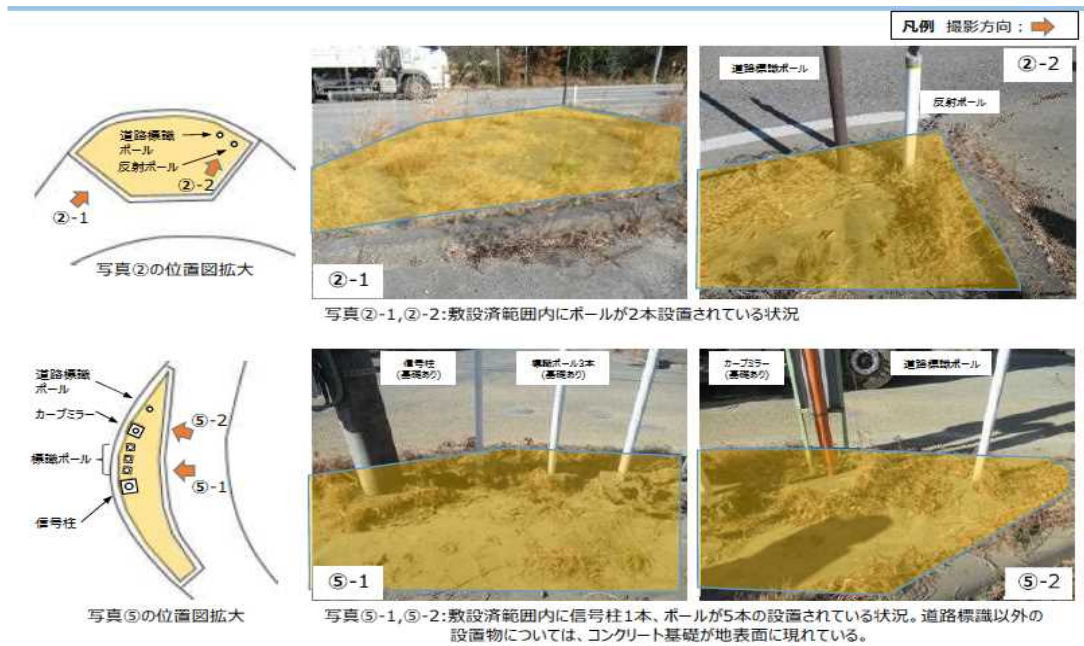 凡例 撮影方向:
道路標識
ポール
反射ポール
②-2
②-1
写真②の位置図拡大
②-1
道路標識ポール
反射ポール
②-2
写真②-1,②-2:敷設済範囲内にポールが2本設置されている状況
道路標識
ポール
カーブミラー
標識ポール
信号柱
⑤-2
⑤-1
写真⑤の位置図拡大
信号柱
(基礎あり)
標識ポール3本
(基礎あり)
⑤-1
カーブミラー
(基礎あり)
道路標識ポール
⑤-2
写真⑤-1,⑤-2:敷設済範囲内に信号柱1本、ポールが5本の設置されている状況。道路標識以外の
設置物については、コンクリート基礎が地表面に現れている。